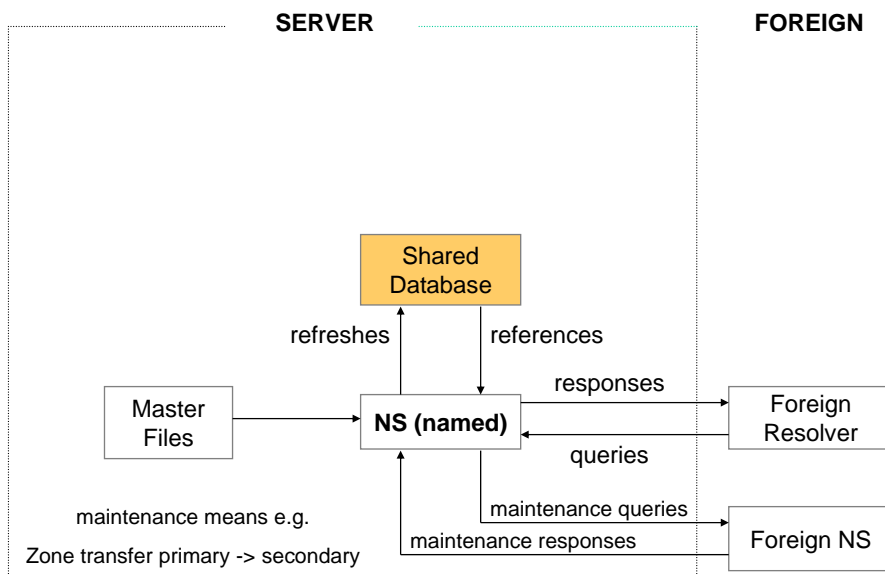 SERVER
FOREIGN
Shared
Database
refreshes
references
responses
Master
Files
NS (named)
Foreign
Resolver
queries
maintenance queries
maintenance means e.g.
maintenance responses
Foreign NS
Zone transfer primary -> secondary